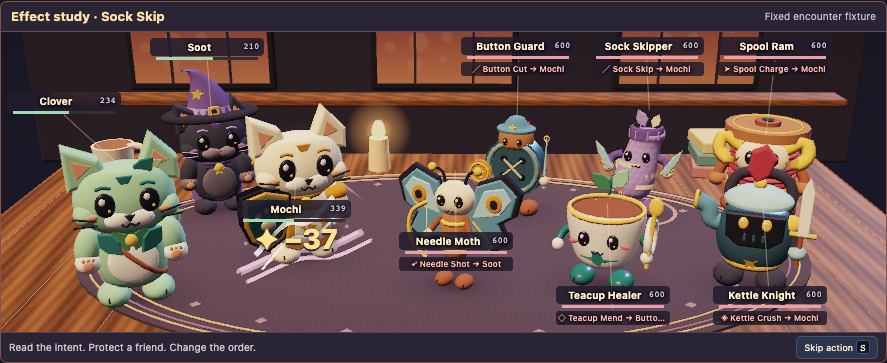 Effect study · Sock Skip
Fixed encounter fixture
Soot 210
Button Guard 600
Button Cut → Mochi
Sock Skipper 600
Sock Skip → Mochi
Spool Ram 600
Spool Charge → Mochi
Clover 234
Mochi 339
-37
Needle Moth 600
Needle Shot → Soot
Teacup Healer 600
Teacup Mend → Butto...
Kettle Knight 600
Kettle Crush → Mochi
Read the intent. Protect a friend. Change the order.
Skip action S